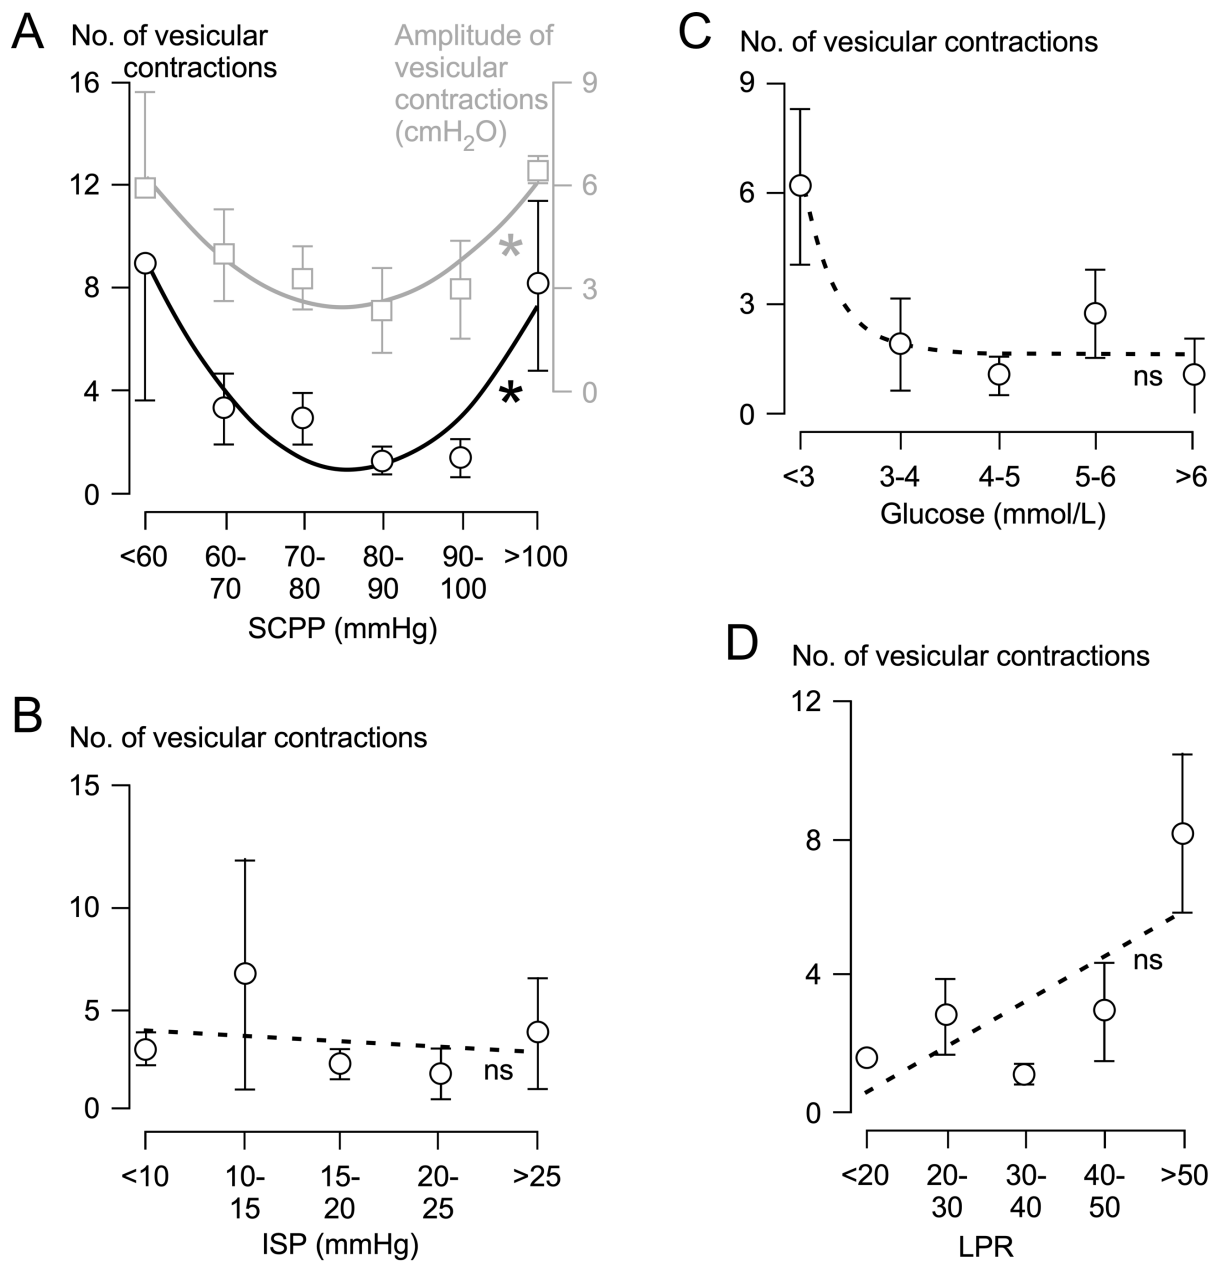 A
No. of vesicular
contractions
Amplitude of
vesicular
contractions
(cmH2O)
16
12
8
4
0
9
6
3
0
*
*
<60
60-
70
70-
80
80-
90
90-
100
>100
SCPP (mmHg)
B
No. of vesicular contractions
15
10
5
0
ns
<10
10-
15
15-
20
20-
25
>25
ISP (mmHg)
C
No. of vesicular contractions
9
6
3
0
ns
<3
3-4
4-5
5-6
>6
Glucose (mmol/L)
D
No. of vesicular contractions
12
8
4
0
ns
<20
20-
30
30-
40
40-
50
>50
LPR